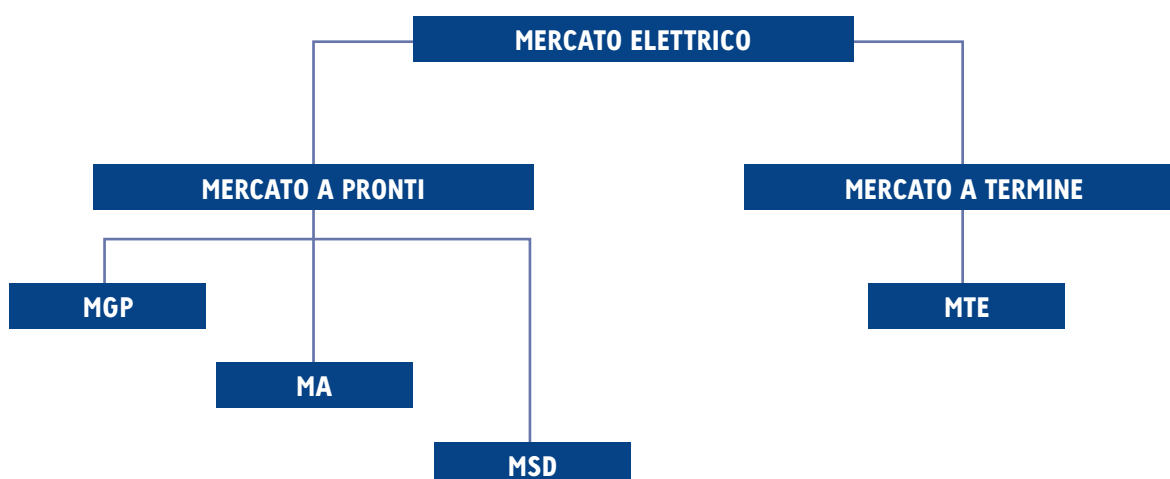 MERCATO ELETTRICO
MERCATO A PRONTI
MERCATO A TERMINE
MGP
MTE
MA
MSD